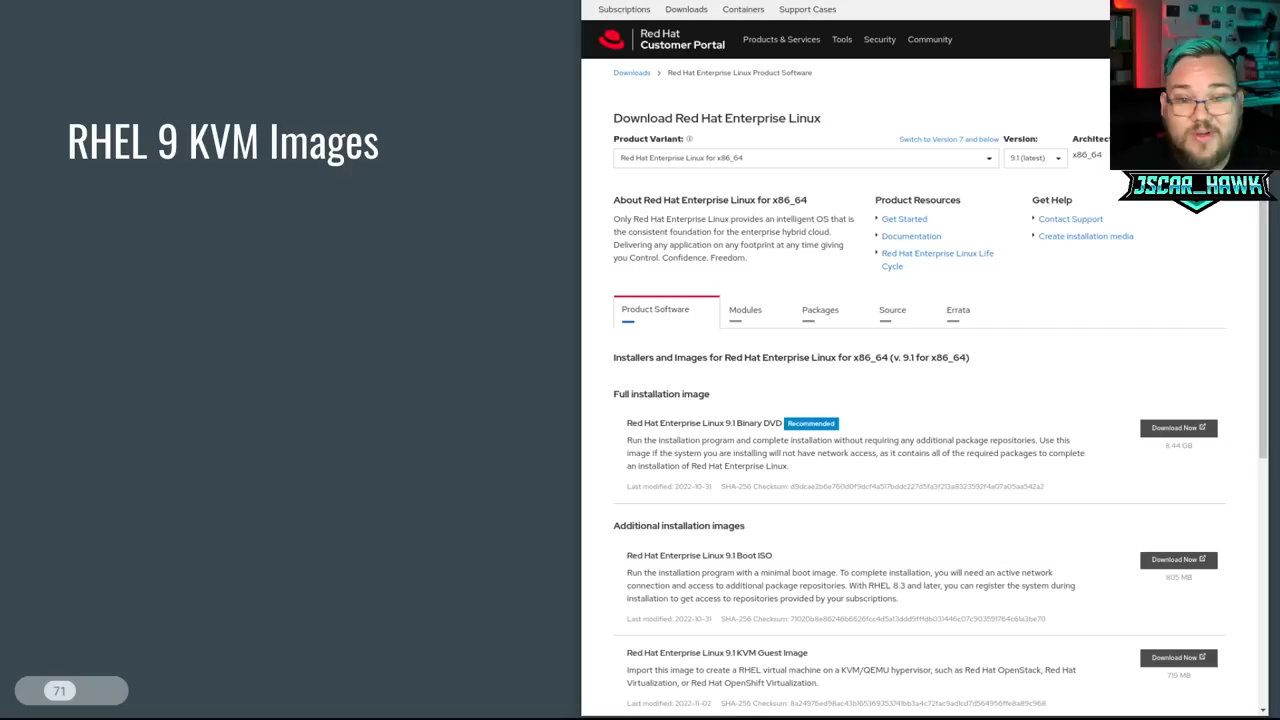 RHEL 9 KVM Images
71
Subscriptions Downloads Containers Support Cases
Red Hat
Customer Portal
Products & Services Tools Security Community
Downloads > Red Hat Enterprise Linux Product Software
Download Red Hat Enterprise Linux
Product Variant: Switch to Version 7 and below Version: Architec
Red Hat Enterprise Linux for x86_64 9.1 (latest) x86_64
JSCAR_HAWK
About Red Hat Enterprise Linux for x86_64
Only Red Hat Enterprise Linux provides an intelligent OS that is
the consistent foundation for the enterprise hybrid cloud.
Delivering any application on any footprint at any time giving
you Control. Confidence. Freedom.
Product Resources
Get Started
Documentation
Red Hat Enterprise Linux Life
Cycle
Get Help
Contact Support
Create installation media
Product Software Modules Packages Source Errata
Installers and Images for Red Hat Enterprise Linux for x86_64 (v. 9.1 for x86_64)
Full installation image
Red Hat Enterprise Linux 9.1 Binary DVD Recommended
Run the installation program and complete installation without requiring any additional package repositories. Use this
image if the system you are installing will not have network access, as it contains all of the required packages to complete
an installation of Red Hat Enterprise Linux.
Last modified: 2022-10-31 SHA-256 Checksum:
Download Now
8.44 GB
Additional installation images
Red Hat Enterprise Linux 9.1 Boot ISO
Run the installation program with a minimal boot image. To complete installation, you will need an active network
connection and access to additional package repositories. With RHEL 8.3 and later, you can register the system during
installation to get access to repositories provided by your subscriptions.
Last modified: 2022-10-31 SHA-256 Checksum:
Download Now
805 MB
Red Hat Enterprise Linux 9.1 KVM Guest Image
Import this image to create a RHEL virtual machine on a KVM/QEMU hypervisor, such as Red Hat OpenStack, Red Hat
Virtualization, or Red Hat OpenShift Virtualization.
Last modified: 2022-11-02 SHA-256 Checksum:
Download Now
719 MB